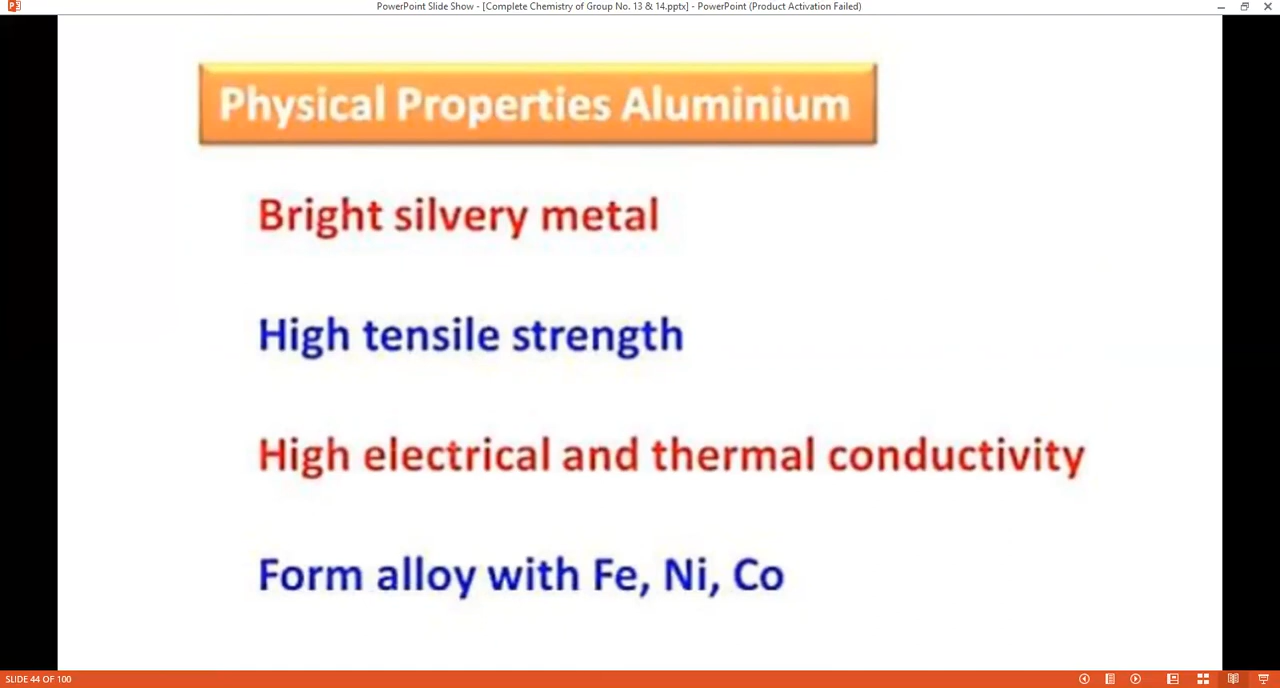 PowerPoint Slide Show - [Complete Chemistry of Group No. 13 & 14.pptx] - PowerPoint (Product Activation Failed)
Physical Properties Aluminium
Bright silvery metal
High tensile strength
High electrical and thermal conductivity
Form alloy with Fe, Ni, Co
SLIDE 44 OF 100